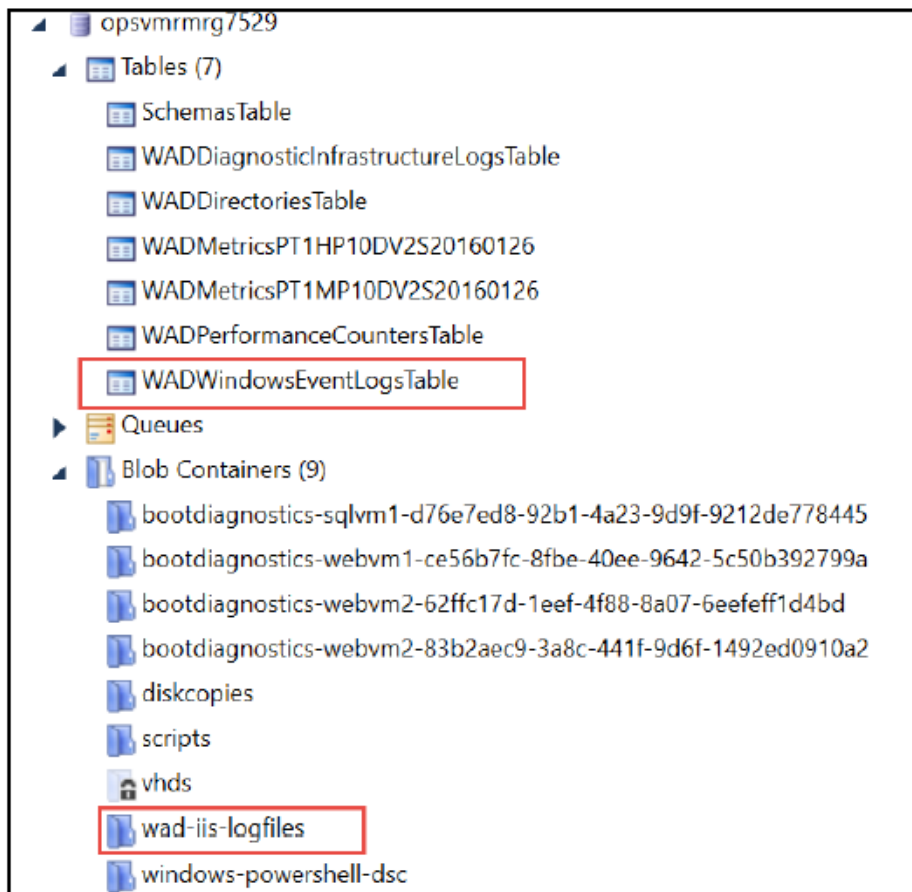 opsvmrmrg7529
Tables (7)
SchemasTable
WADDiagnosticInfrastructureLogsTable
WADDirectoriesTable
WADMetricsPT1HP10DV2S20160126
WADMetricsPT1MP10DV2S20160126
WADPerformanceCountersTable
WADWindowsEventLogsTable
Queues
Blob Containers (9)
bootdiagnostics-sqlvm1-d76e7ed8-92b1-4a23-9d9f-9212de778445
bootdiagnostics-webvm1-ce56b7fc-8fbe-40ee-9642-5c50b392799a
bootdiagnostics-webvm2-62ffc17d-1eef-4f88-8a07-6eefeff1d4bd
bootdiagnostics-webvm2-83b2aec9-3a8c-441f-9d6f-1492ed0910a2
diskcopies
scripts
vhds
wad-iis-logfiles
windows-powershell-dsc